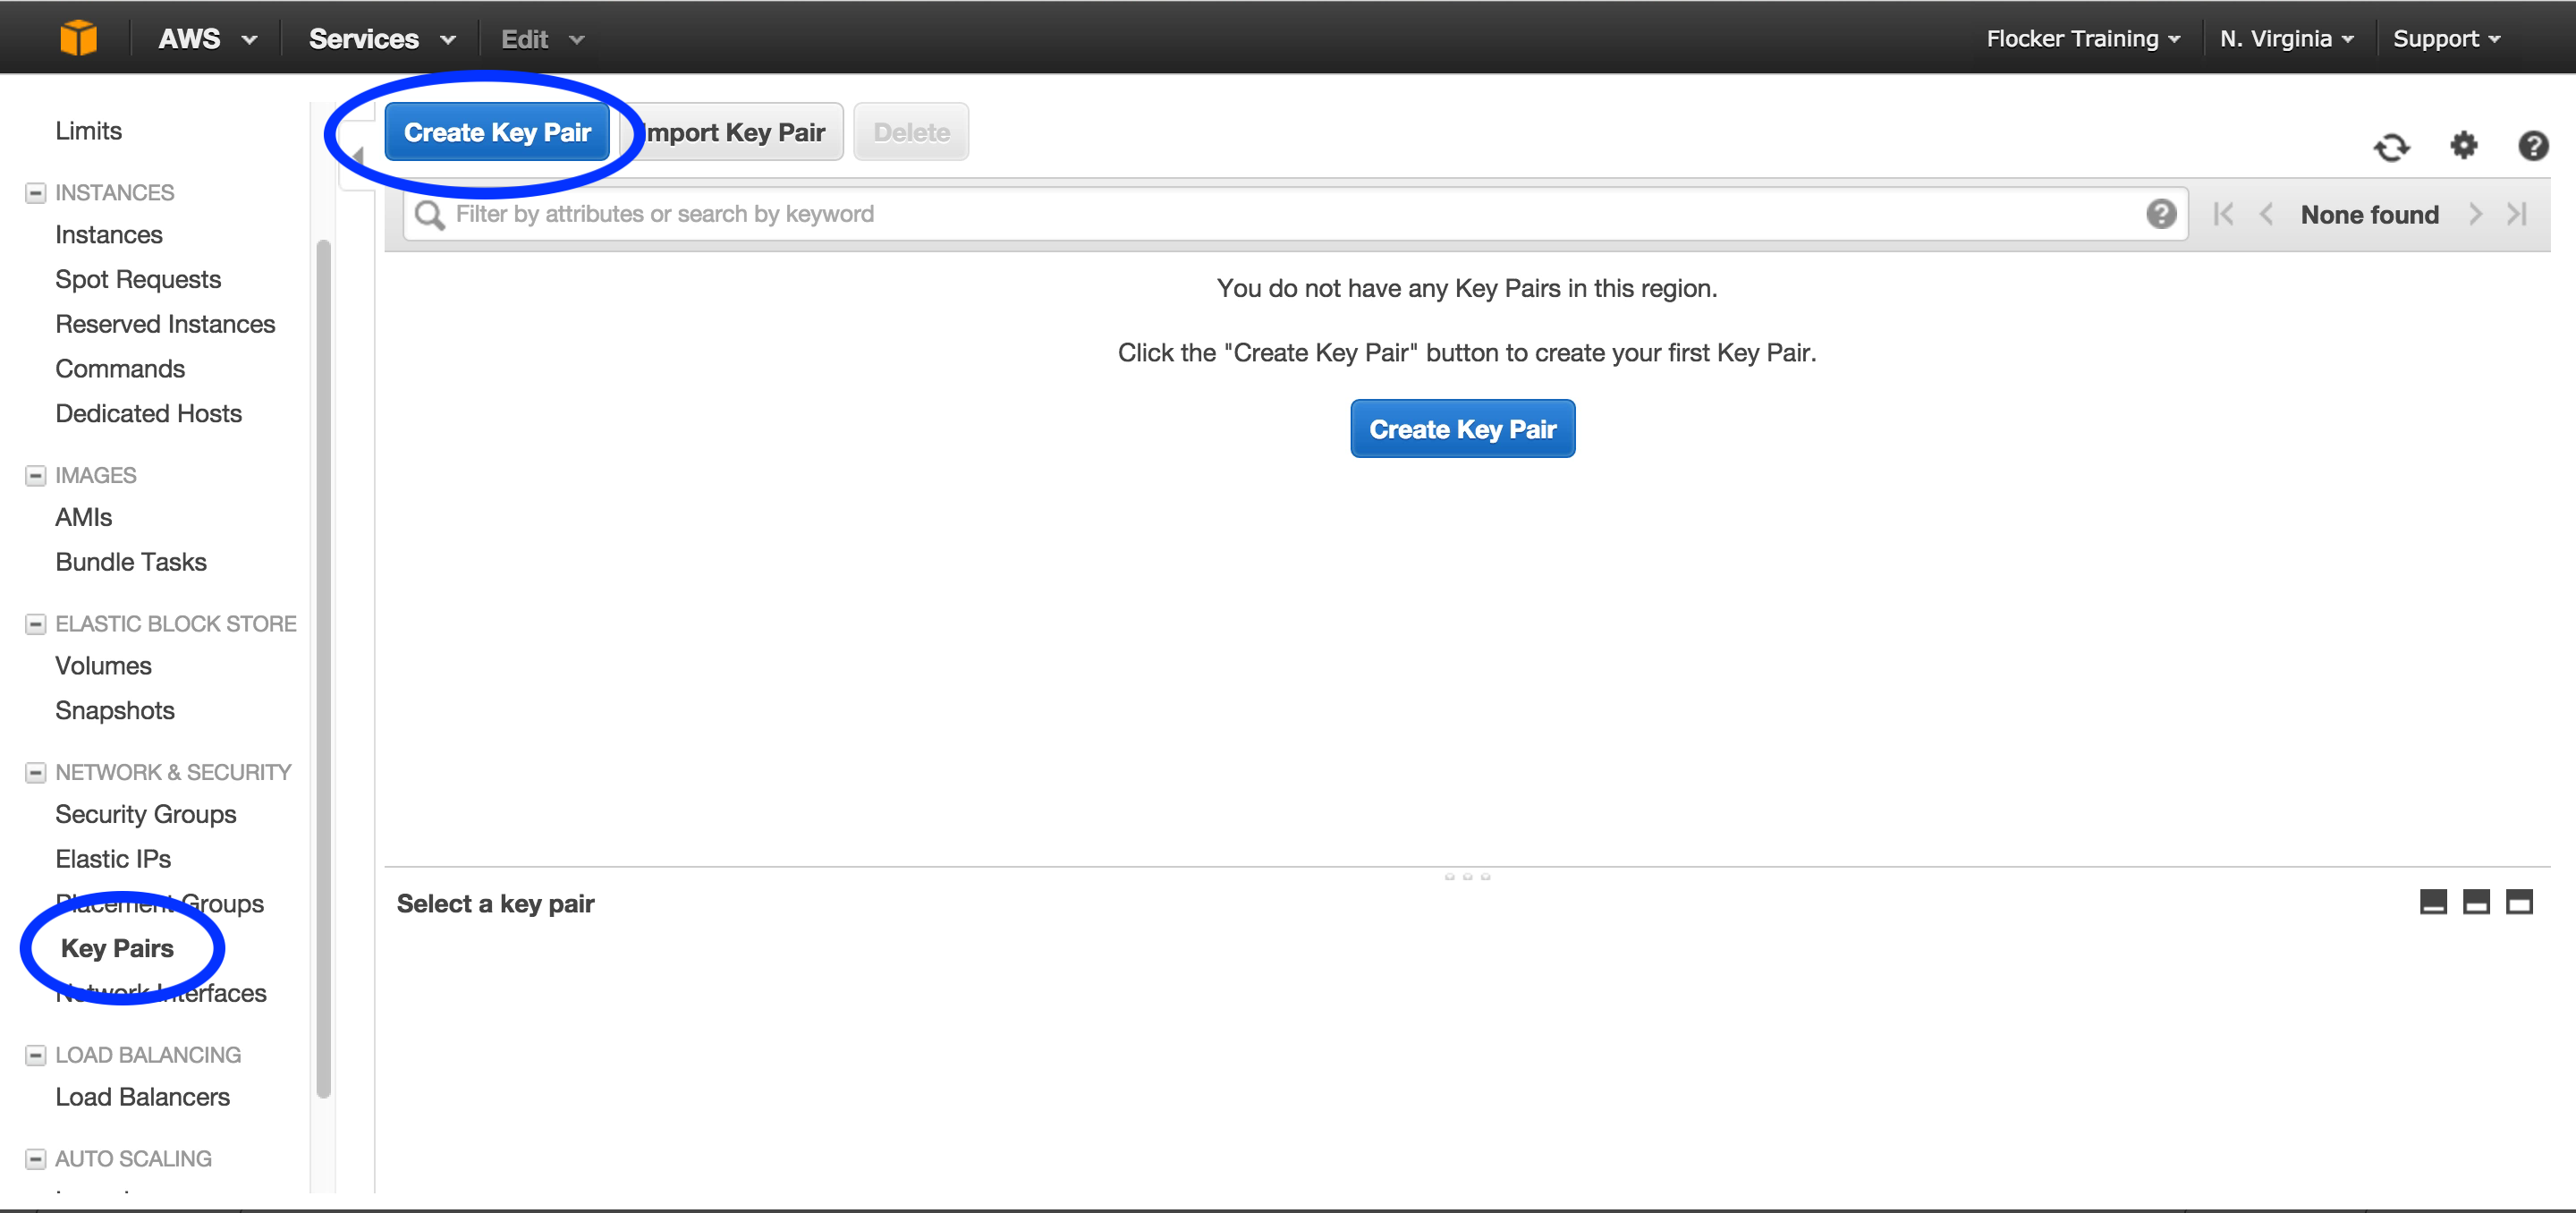 AWS Services Edit Flocker Training N. Virginia Support
Limits
INSTANCES
Instances
Spot Requests
Reserved Instances
Commands
Dedicated Hosts
IMAGES
AMIs
Bundle Tasks
ELASTIC BLOCK STORE
Volumes
Snapshots
NETWORK & SECURITY
Security Groups
Elastic IPs
Placement Groups
Key Pairs
Network Interfaces
LOAD BALANCING
Load Balancers
AUTO SCALING
Create Key Pair Import Key Pair Delete
Filter by attributes or search by keyword None found
You do not have any Key Pairs in this region.
Click the "Create Key Pair" button to create your first Key Pair.
Create Key Pair
Select a key pair